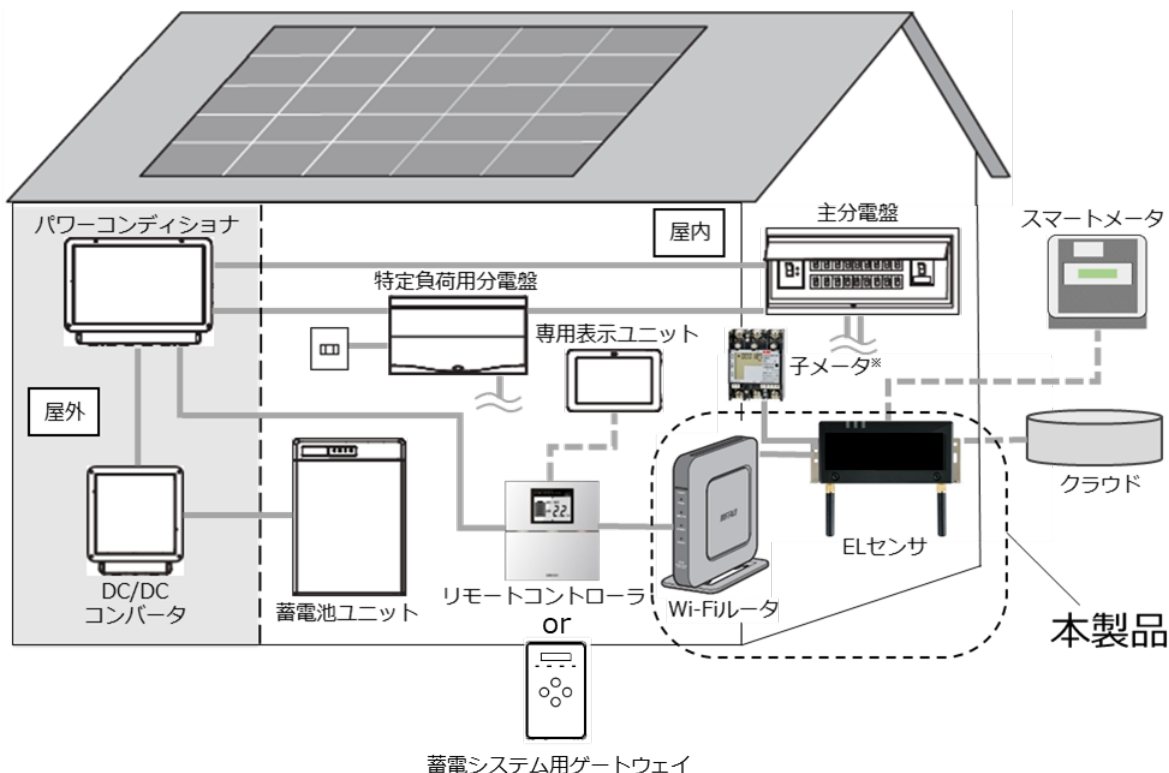 パワーコンディショナ
屋内
主分電盤
スマートメータ
特定負荷用分電盤
専用表示ユニット
子メータ※
屋外
クラウド
ELセンサ
DC/DC
コンバータ
蓄電池ユニット
リモートコントローラ
Wi-Fiルータ
or
本製品
蓄電システム用ゲートウェイ